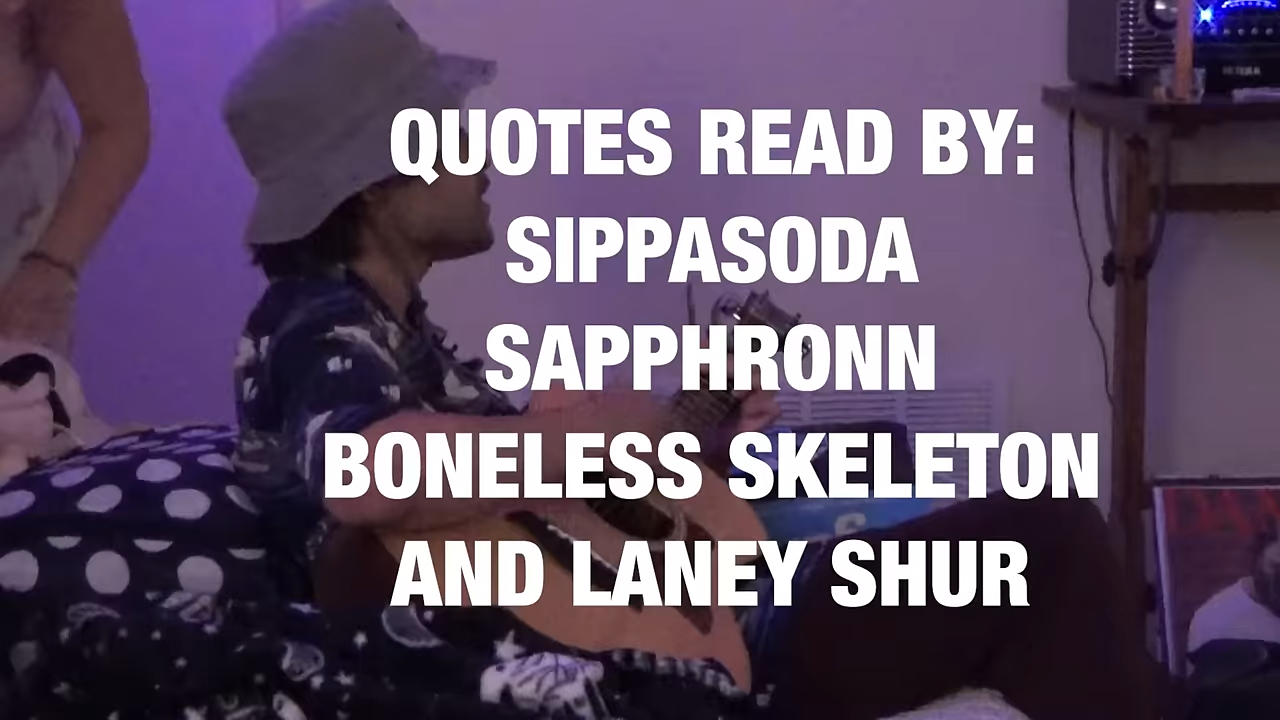 QUOTES READ BY:
SIPPASODA
SAPPHRONN
BONELESS SKELETON
AND LANEY SHUR